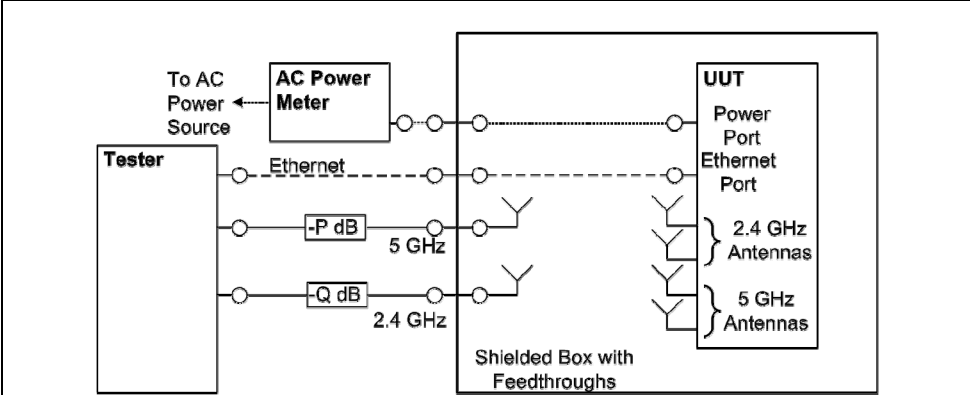 To AC
Power
Source
AC Power
Meter
UUT
Power
Port
Ethernet
Port
Tester
Ethernet
-P dB
5 GHz
-Q dB
2.4 GHz
2.4 GHz
Antennas
5 GHz
Antennas
Shielded Box with
Feedthroughs